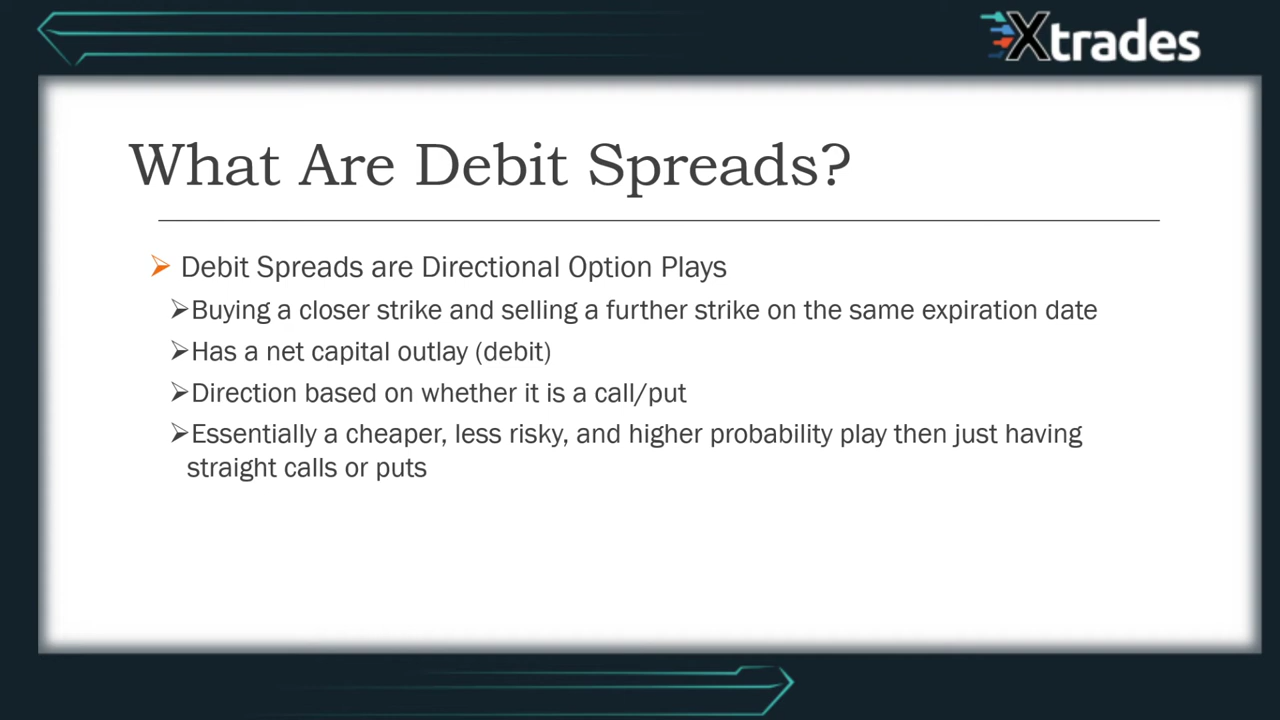 Xtrades
What Are Debit Spreads?
Debit Spreads are Directional Option Plays
Buying a closer strike and selling a further strike on the same expiration date
Has a net capital outlay (debit)
Direction based on whether it is a call/put
Essentially a cheaper, less risky, and higher probability play then just having
straight calls or puts